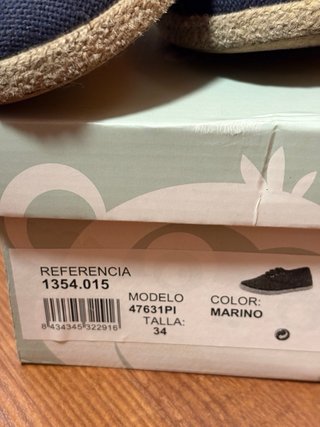 REFERENCIA
1354.015
MODELO
47631PI
TALLA:
34
COLOR:
MARINO
8 434345 322916